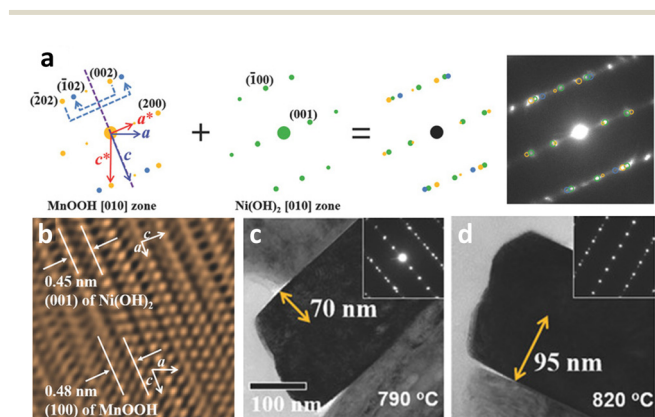 a
(002)
(1̄02)
(2̄02)
(200)
a*
a
c*
c
MnOOH [010] zone
+
(1̄00)
(001)
Ni(OH)₂ [010] zone
=
b
c
a
0.45 nm
(001) of Ni(OH)₂
a
c
0.48 nm
(100) of MnOOH
c
70 nm
100 nm
790 °C
d
95 nm
820 °C